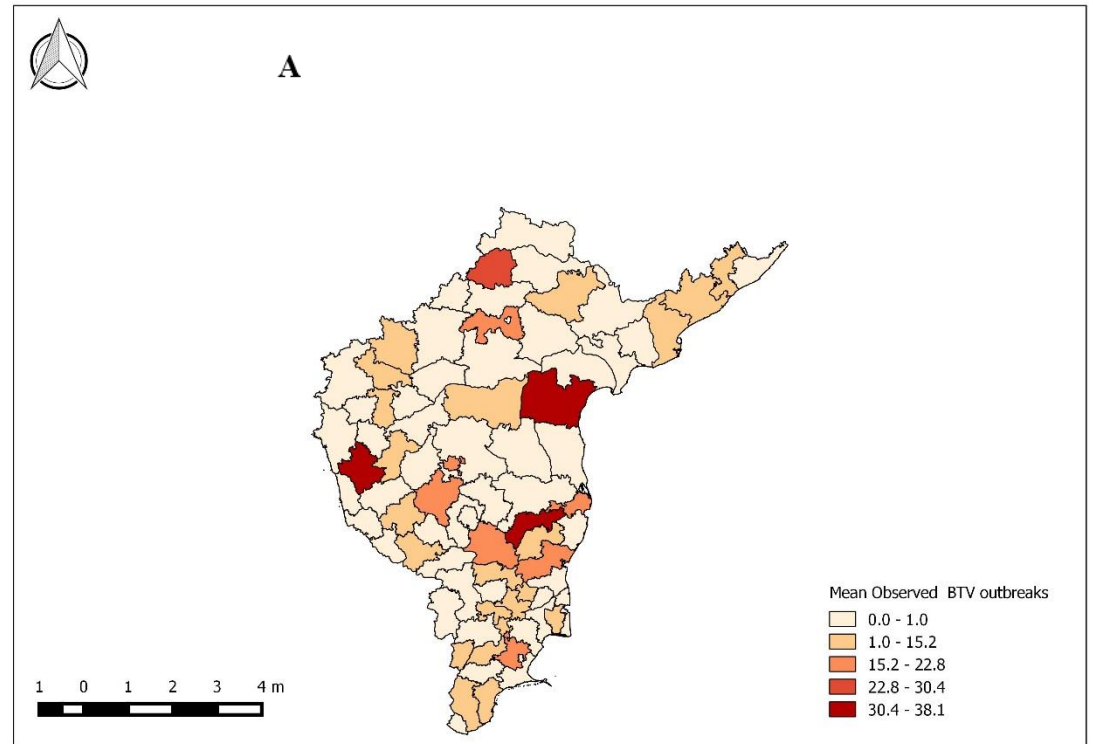 A
Mean Observed BTV outbreaks
0.0 - 1.0
1.0 - 15.2
15.2 - 22.8
22.8 - 30.4
30.4 - 38.1
1 0 1 2 3 4 m